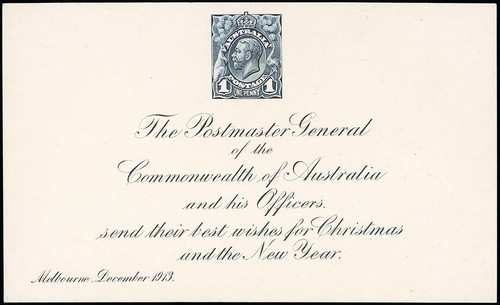 AUSTRALIA
POSTAGE
1 ONE PENNY 1
The Postmaster General
of the
Commonwealth of Australia
and his Officers.
send their best wishes for Christmas
and the New Year.
Melbourne. December 1913.